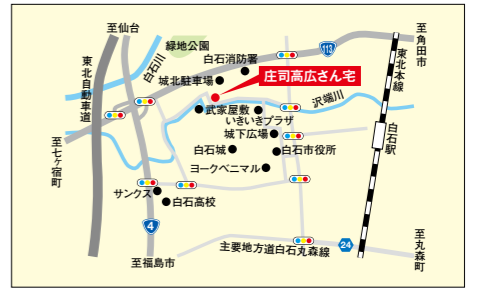 至仙台
緑地公園
白石川
東北自動車道
白石消防署
113
至角田市
東北本線
城北駐車場
庄司高広さん宅
沢端川
武家屋敷
いきいきプラザ
城下広場
白石駅
白石城
白石市役所
至七ヶ宿町
ヨークベニマル
サンクス
白石高校
4
主要地方道白石丸森線
24
至福島市
至丸森町